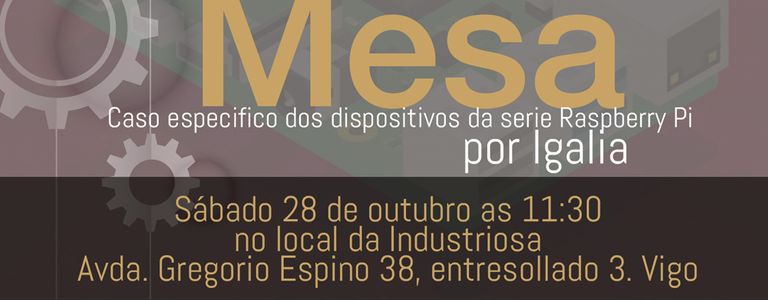 Mesa
Caso especifico dos dispositivos da serie Raspberry Pi
por Igalia
Sábado 28 de outubro as 11:30
no local da Industriosa
Avda. Gregorio Espino 38, entresollado 3. Vigo